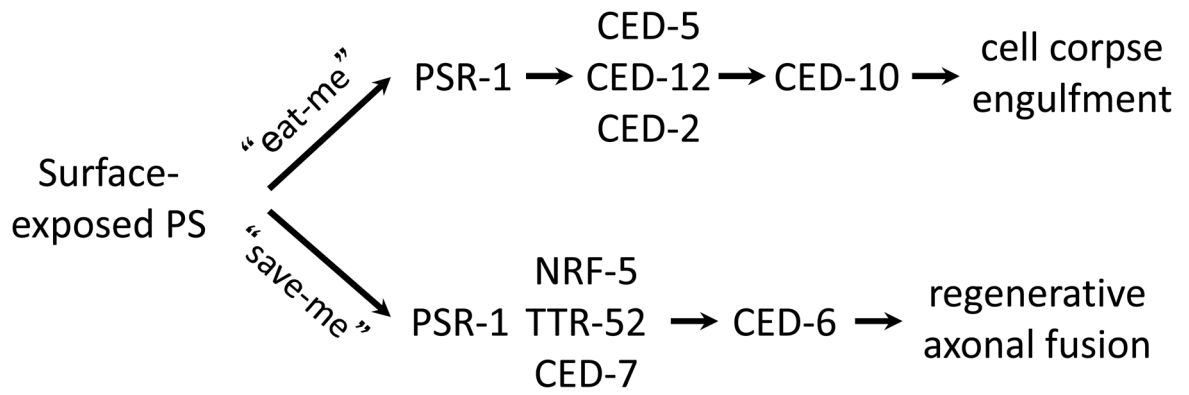 Surface-
exposed PS
“eat-me”
PSR-1
CED-5
CED-12
CED-2
CED-10
cell corpse
engulfment
“save-me”
PSR-1
NRF-5
TTR-52
CED-7
CED-6
regenerative
axonal fusion